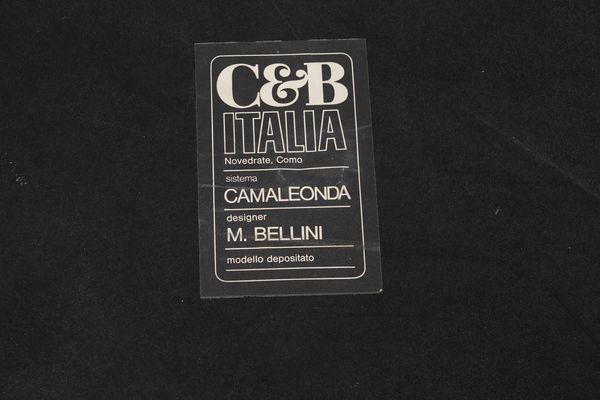 C&B
ITALIA
Novedrate, Como
sistema
CAMALEONDA
designer
M. BELLINI
modello depositato